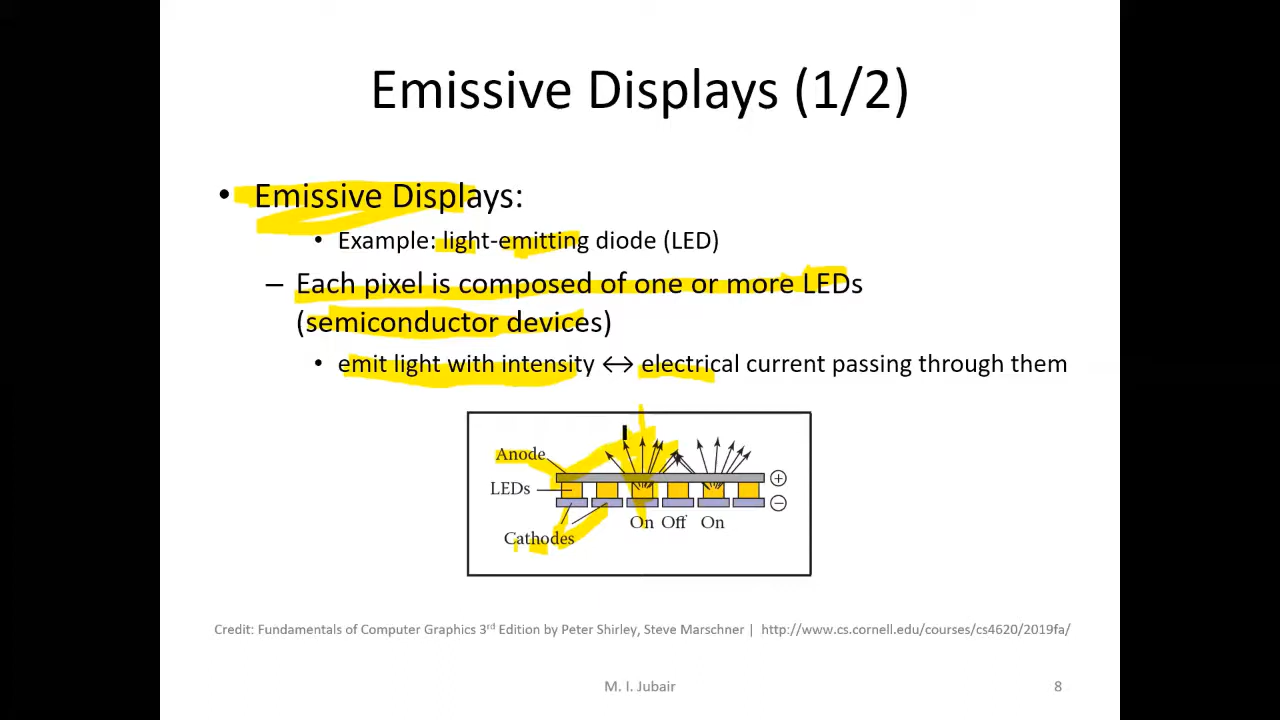 Emissive Displays (1/2)
• Emissive Displays:
• Example: light-emitting diode (LED)
– Each pixel is composed of one or more LEDs
(semiconductor devices)
• emit light with intensity ↔ electrical current passing through them
Anode
LEDs
+
−
On Off On
Cathodes
Credit: Fundamentals of Computer Graphics 3rd Edition by Peter Shirley, Steve Marschner | http://www.cs.cornell.edu/courses/cs4620/2019fa/
M. I. Jubair
8